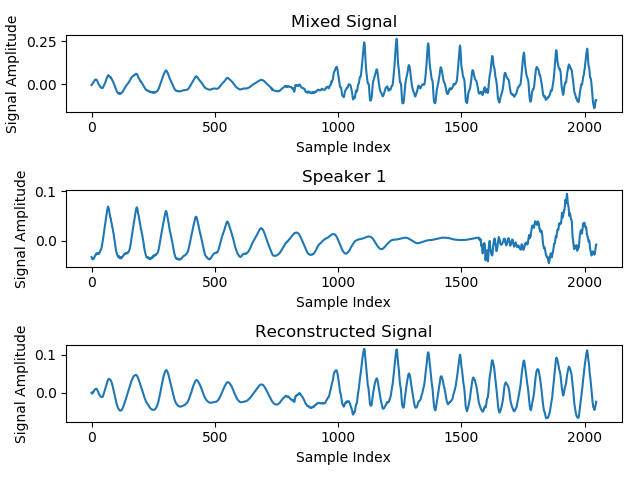 Mixed Signal
Signal Amplitude
0.25
0.00
0 500 1000 1500 2000
Sample Index
Speaker 1
Signal Amplitude
0.1
0.0
0 500 1000 1500 2000
Sample Index
Reconstructed Signal
Signal Amplitude
0.1
0.0
0 500 1000 1500 2000
Sample Index